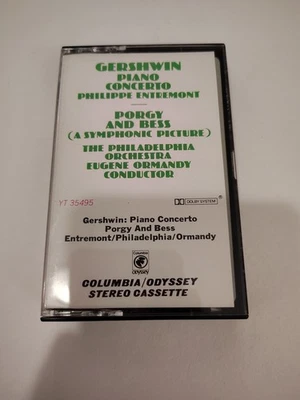 GERSHWIN
PIANO
CONCERTO
PHILIPPE ENTREMONT
PORGY
AND BESS
(A SYMPHONIC PICTURE)
THE PHILADELPHIA
ORCHESTRA
EUGENE ORMANDY
CONDUCTOR
YT 35495
DOLBY SYSTEM ®
Gershwin: Piano Concerto
Porgy And Bess
Entremont/Philadelphia/Ormandy
odyssey
COLUMBIA/ODYSSEY
STEREO CASSETTE